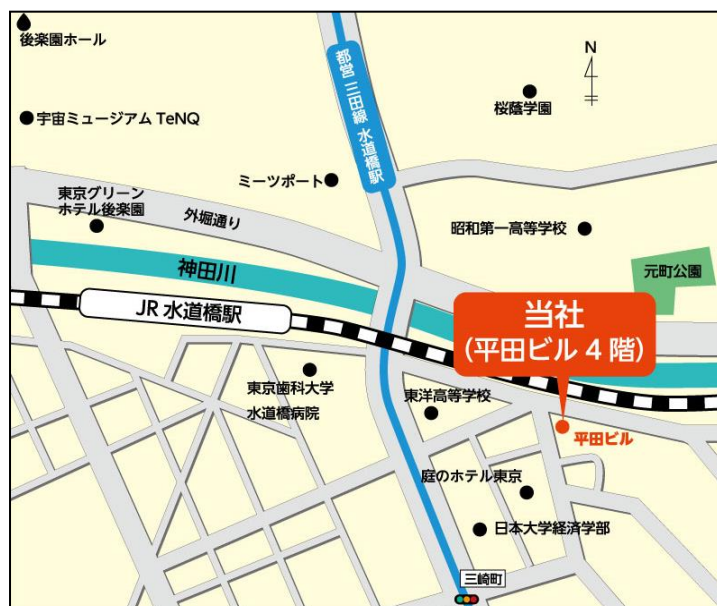 後楽園ホール
宇宙ミュージアム TeNQ
都営 三田線 水道橋駅
N
桜蔭学園
ミーツポート
東京グリーン
ホテル後楽園
外堀通り
昭和第一高等学校
神田川
元町公園
JR 水道橋駅
当社
(平田ビル 4 階)
東京歯科大学
水道橋病院
東洋高等学校
平田ビル
庭のホテル東京
日本大学経済学部
三崎町